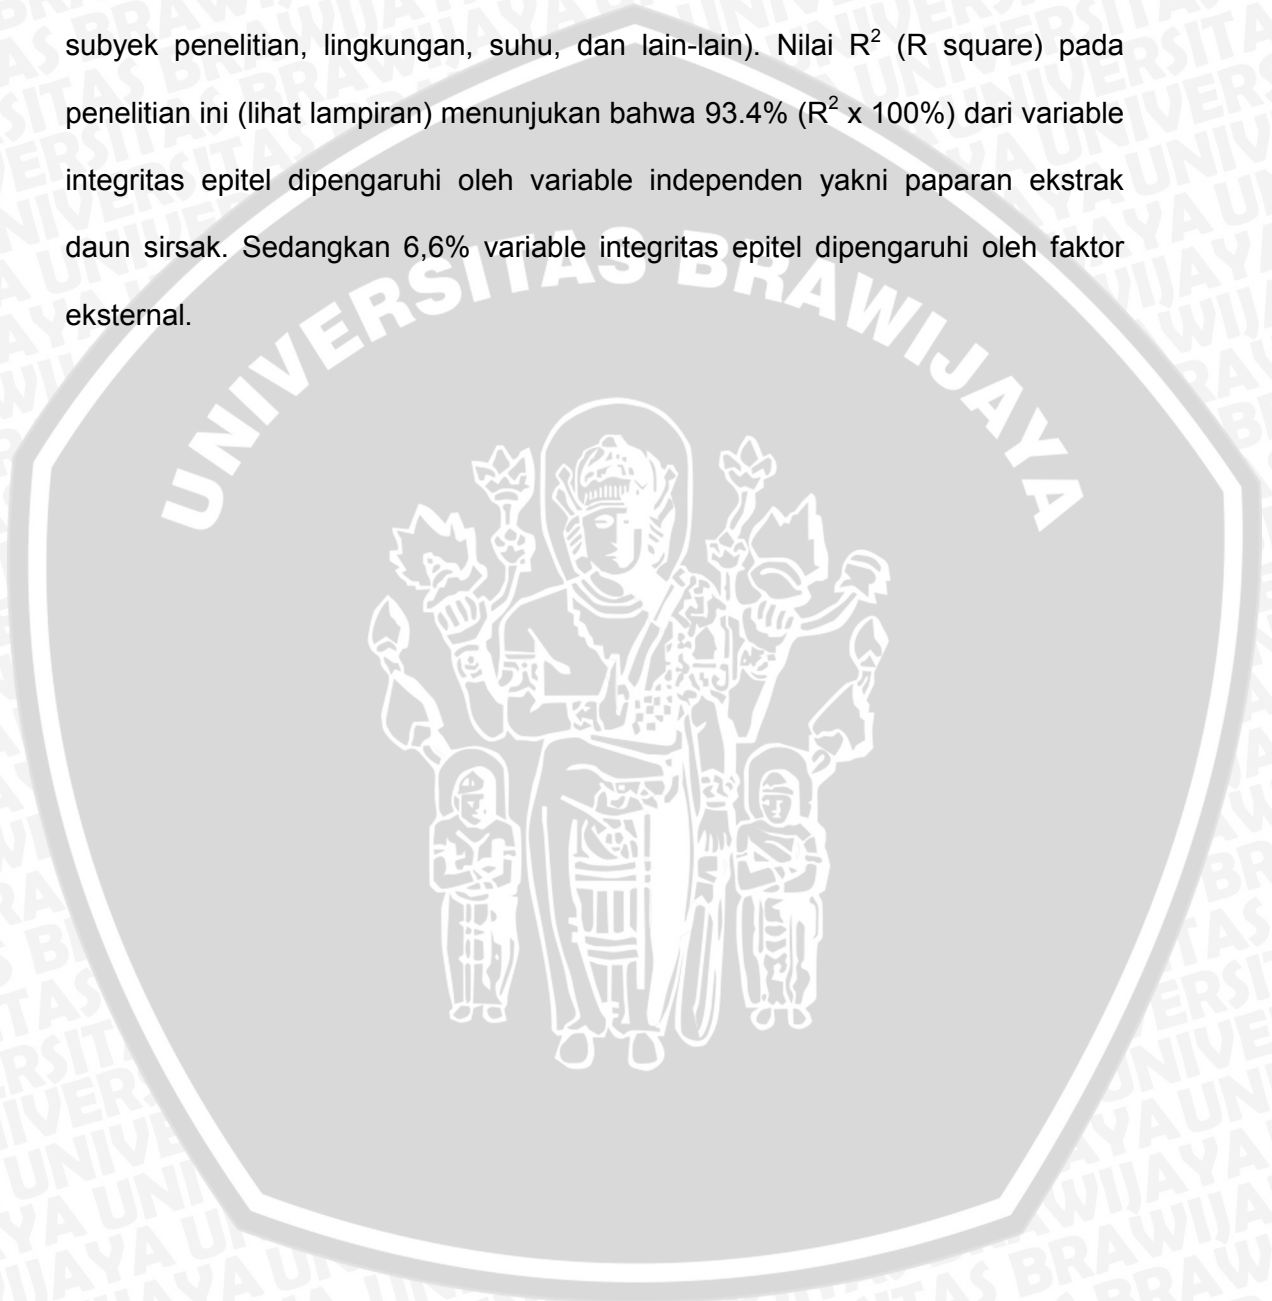 subyek penelitian, lingkungan, suhu, dan lain-lain). Nilai R² (R square) pada
penelitian ini (lihat lampiran) menunjukan bahwa 93.4% (R² x 100%) dari variable
integritas epitel dipengaruhi oleh variable independen yakni paparan ekstrak
daun sirsak. Sedangkan 6,6% variable integritas epitel dipengaruhi oleh faktor
eksternal.
UNIVERSITAS BRAWIJAYA